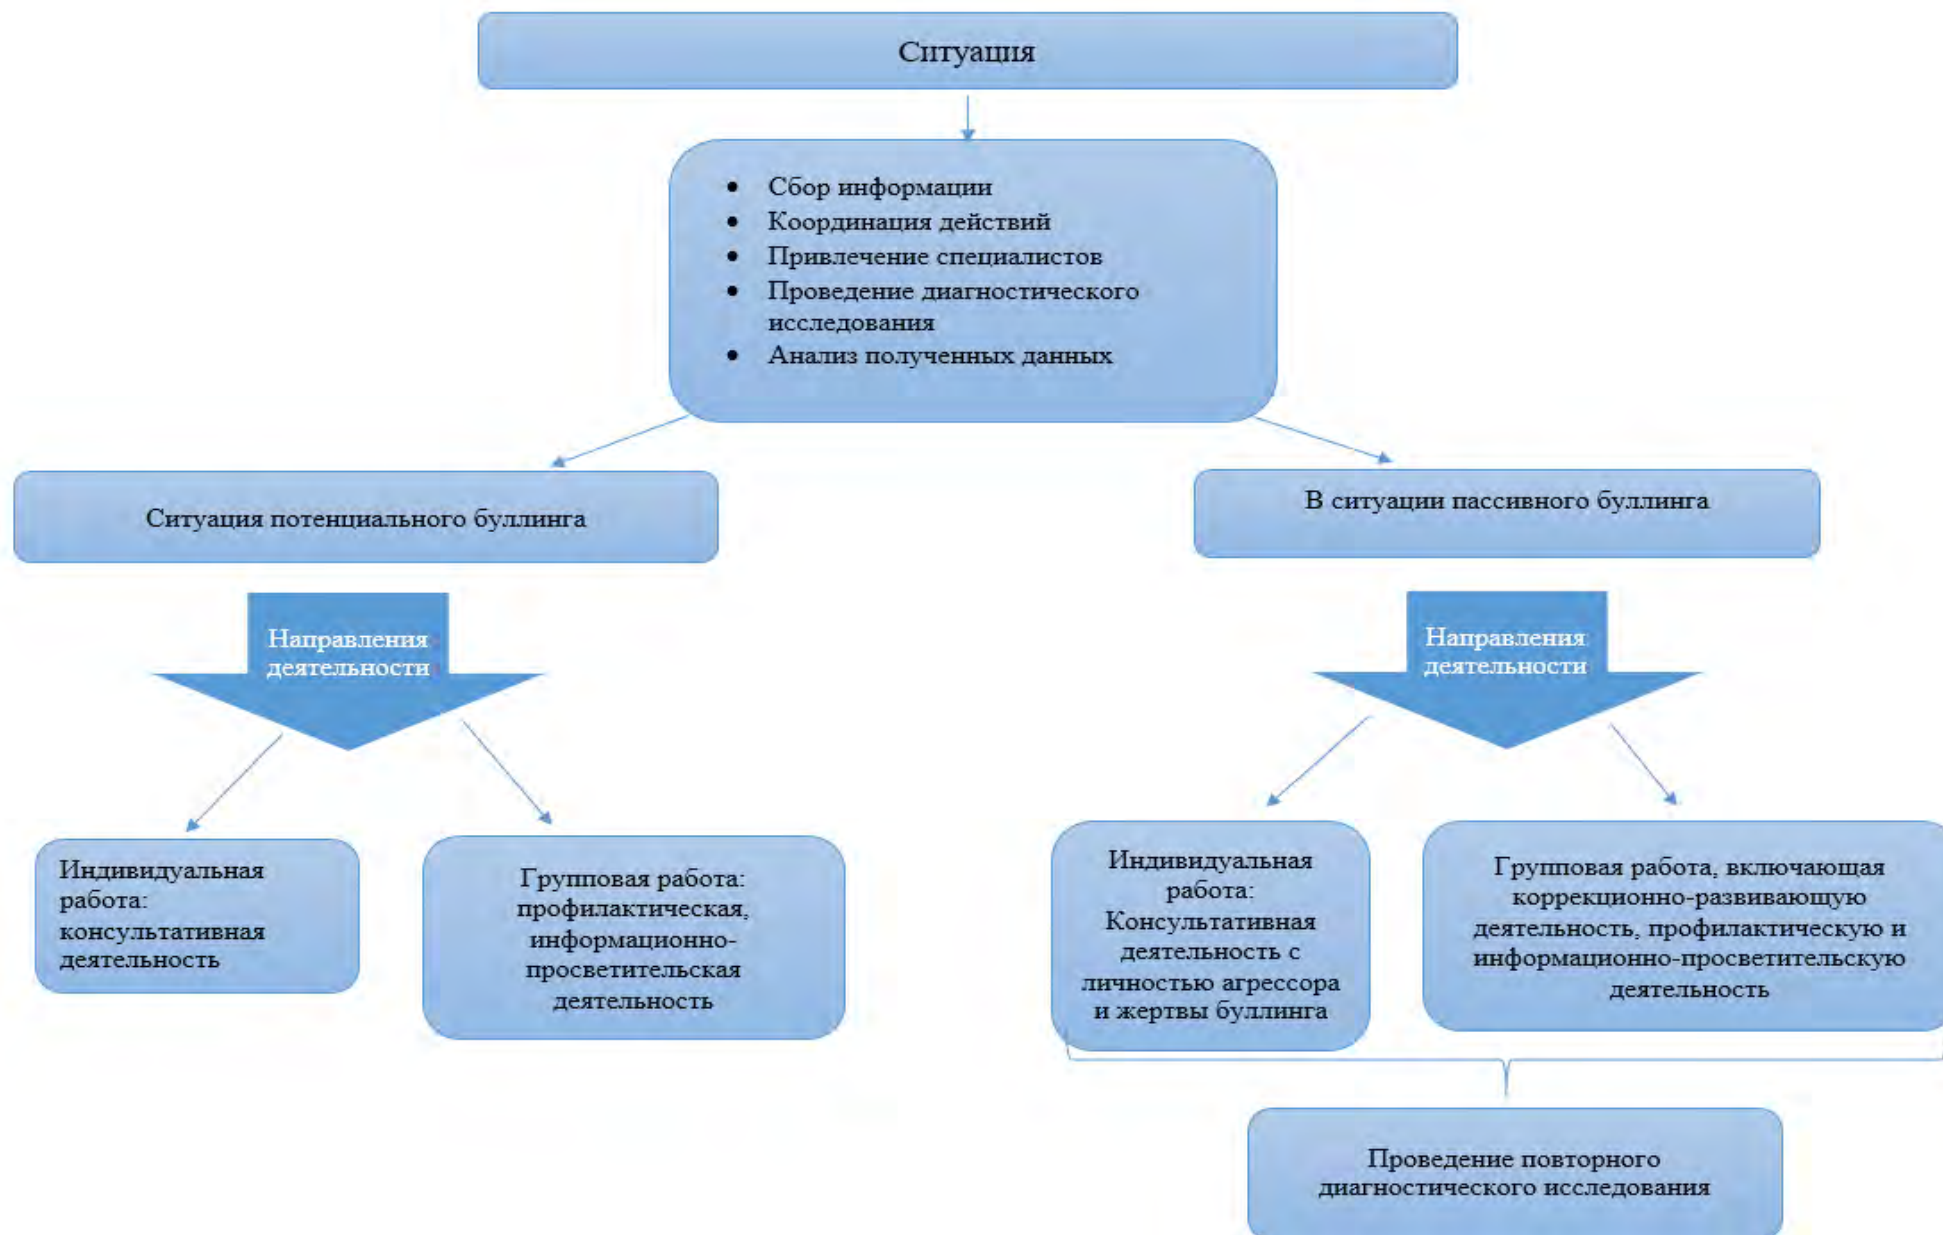 Ситуация
• Сбор информации
• Координация действий
• Привлечение специалистов
• Проведение диагностического
исследования
• Анализ полученных данных
Ситуация потенциального буллинга
В ситуации пассивного буллинга
Направления
деятельности
Направления
деятельности
Индивидуальная
работа:
консультативная
деятельность
Групповая работа:
профилактическая,
информационно-
просветительская
деятельность
Индивидуальная
работа:
Консультативная
деятельность с
личностью агрессора
и жертвы буллинга
Групповая работа, включающая
коррекционно-развивающую
деятельность, профилактическую и
информационно-просветительскую
деятельность
Проведение повторного
диагностического исследования